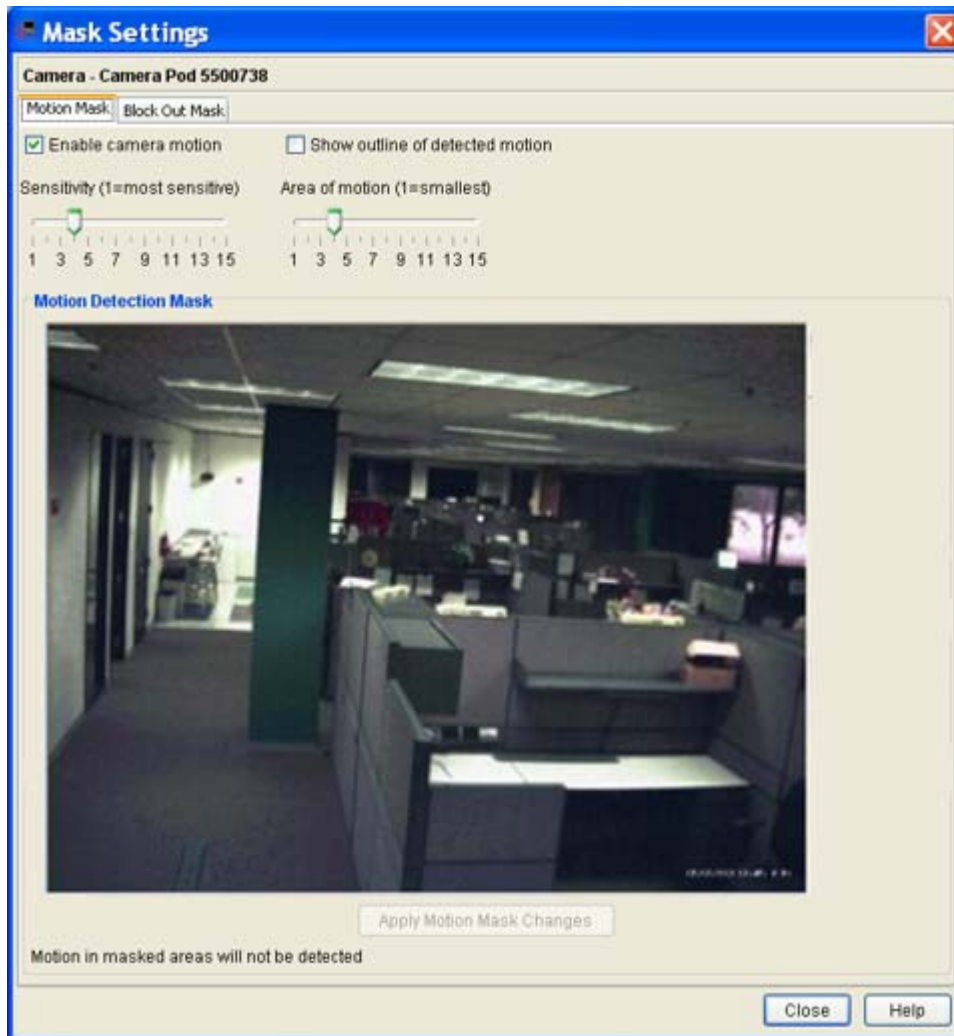 Mask Settings
Camera - Camera Pod 5500738
Motion Mask Block Out Mask
Enable camera motion Show outline of detected motion
Sensitivity (1=most sensitive) Area of motion (1=smallest)
1 3 5 7 9 11 13 15 1 3 5 7 9 11 13 15
Motion Detection Mask
Apply Motion Mask Changes
Motion in masked areas will not be detected
Close Help